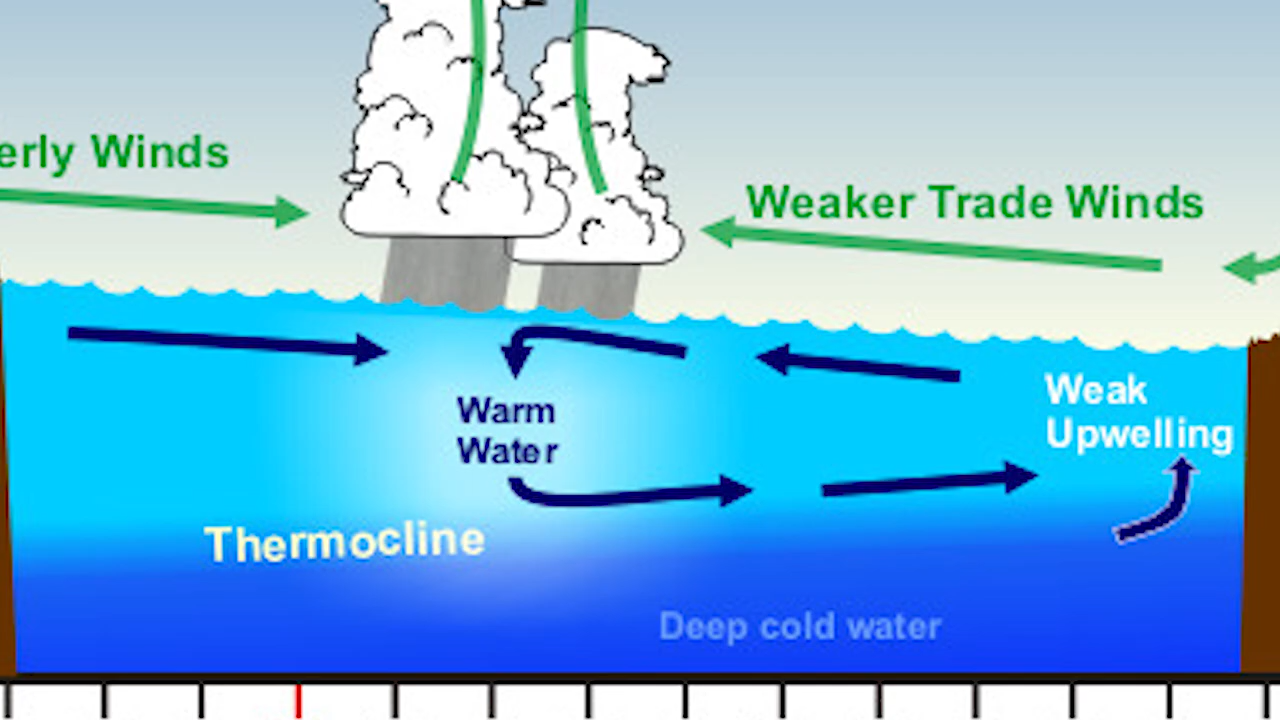 erly Winds
Weaker Trade Winds
Weak
Upwelling
Warm
Water
Thermocline
Deep cold water